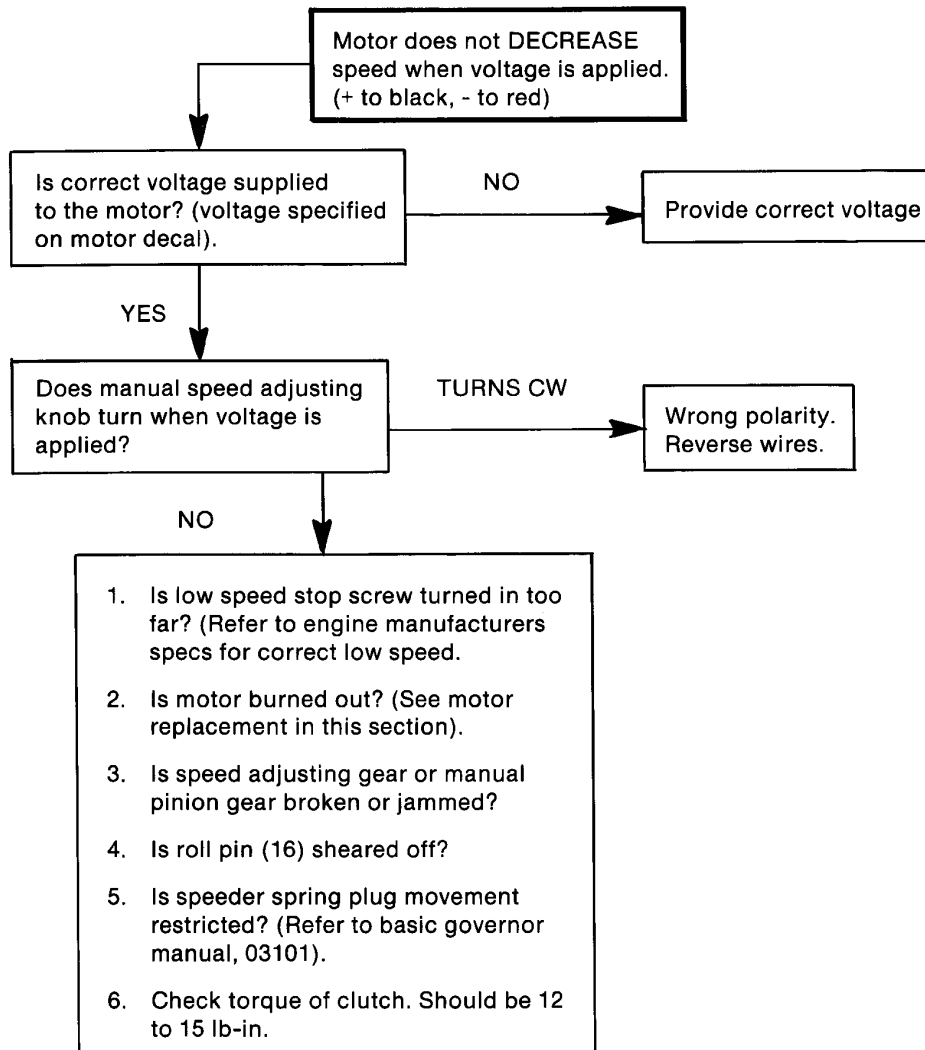 Motor does not DECREASE
speed when voltage is applied.
(+ to black, - to red)
Is correct voltage supplied
to the motor? (voltage specified
on motor decal).
NO
Provide correct voltage
YES
Does manual speed adjusting
knob turn when voltage is
applied?
TURNS CW
Wrong polarity.
Reverse wires.
NO
1. Is low speed stop screw turned in too
far? (Refer to engine manufacturers
specs for correct low speed.
2. Is motor burned out? (See motor
replacement in this section).
3. Is speed adjusting gear or manual
pinion gear broken or jammed?
4. Is roll pin (16) sheared off?
5. Is speeder spring plug movement
restricted? (Refer to basic governor
manual, 03101).
6. Check torque of clutch. Should be 12
to 15 lb-in.